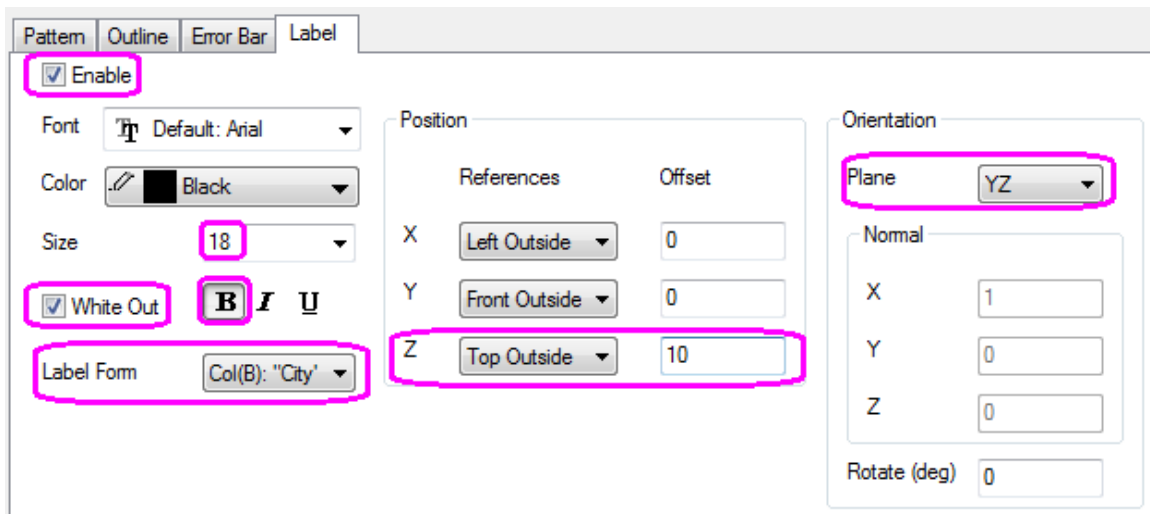 Pattern Outline Error Bar Label
Enable
Font Default: Arial
Color Black
Size 18
White Out B I U
Label Form Col(B): "City'
Position
References Offset
X Left Outside 0
Y Front Outside 0
Z Top Outside 10
Orientation
Plane YZ
Normal
X 1
Y 0
Z 0
Rotate (deg) 0